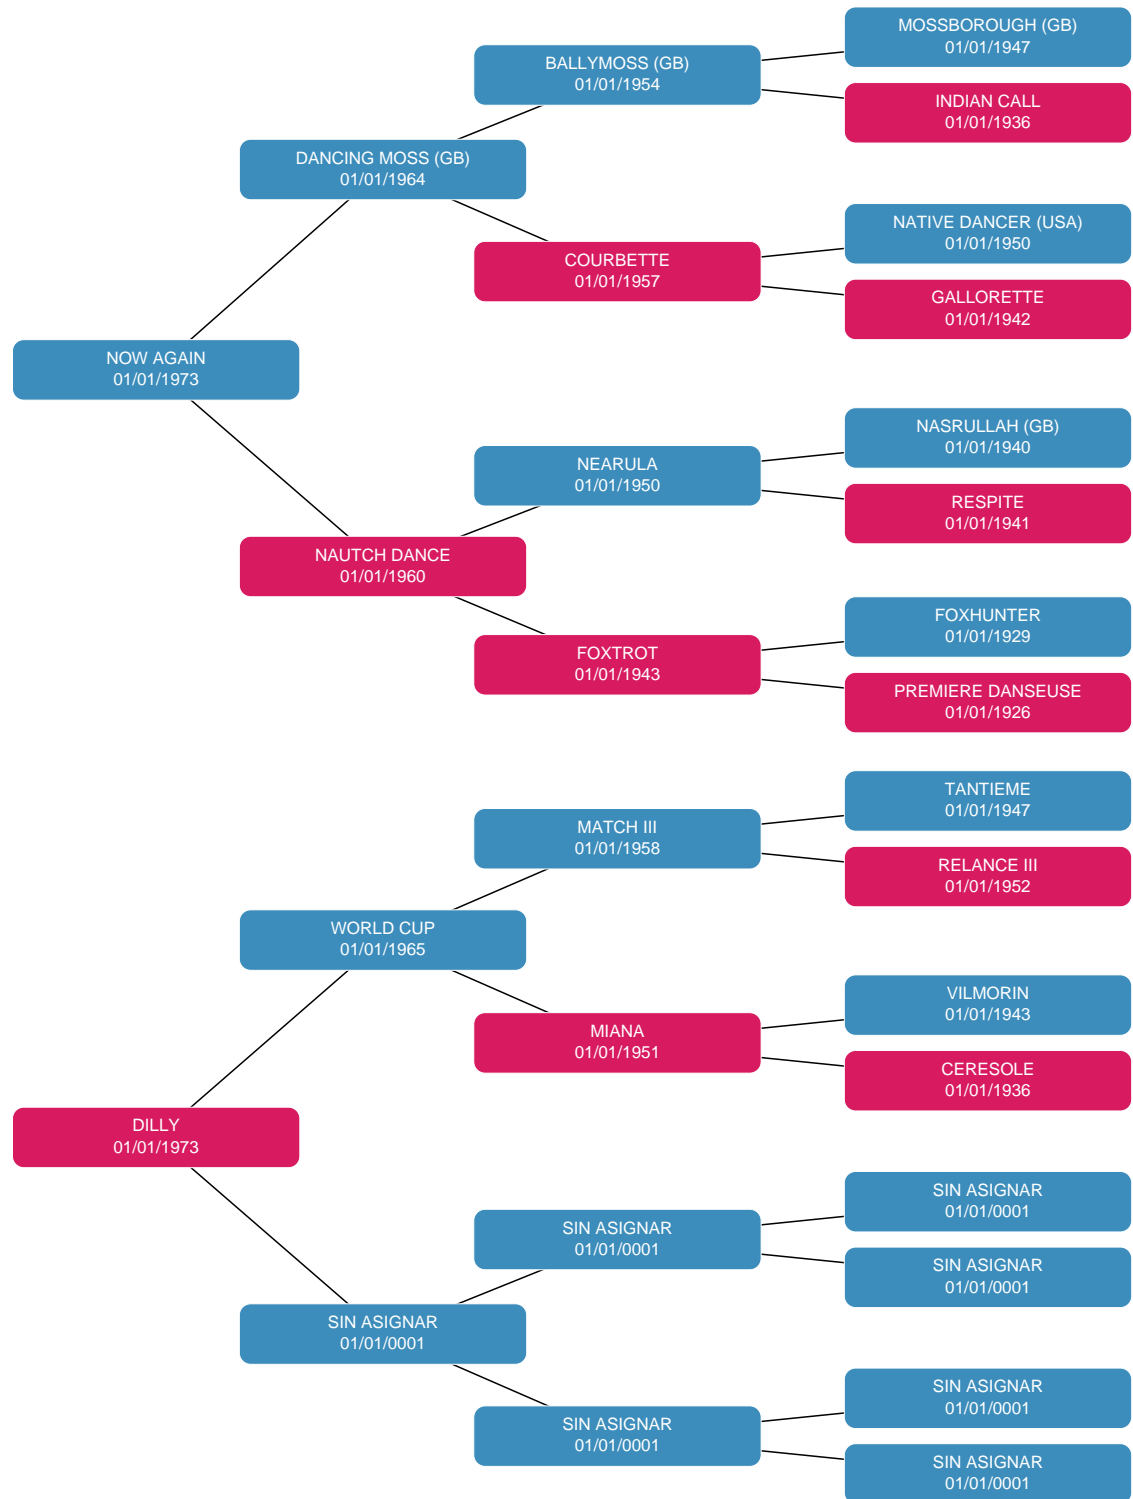 MOSSBOROUGH (GB)
01/01/1947
BALLYMOSS (GB)
01/01/1954
INDIAN CALL
01/01/1936
DANCING MOSS (GB)
01/01/1964
NATIVE DANCER (USA)
01/01/1950
COURBETTE
01/01/1957
GALLORETTE
01/01/1942
NOW AGAIN
01/01/1973
NASRULLAH (GB)
01/01/1940
NEARULA
01/01/1950
RESPITE
01/01/1941
NAUTCH DANCE
01/01/1960
FOXHUNTER
01/01/1929
FOXTROT
01/01/1943
PREMIERE DANSEUSE
01/01/1926
TANTIEME
01/01/1947
MATCH III
01/01/1958
RELANCE III
01/01/1952
WORLD CUP
01/01/1965
VILMORIN
01/01/1943
MIANA
01/01/1951
CERESOLE
01/01/1936
DILLY
01/01/1973
SIN ASIGNAR
01/01/0001
SIN ASIGNAR
01/01/0001
SIN ASIGNAR
01/01/0001
SIN ASIGNAR
01/01/0001
SIN ASIGNAR
01/01/0001
SIN ASIGNAR
01/01/0001
SIN ASIGNAR
01/01/0001